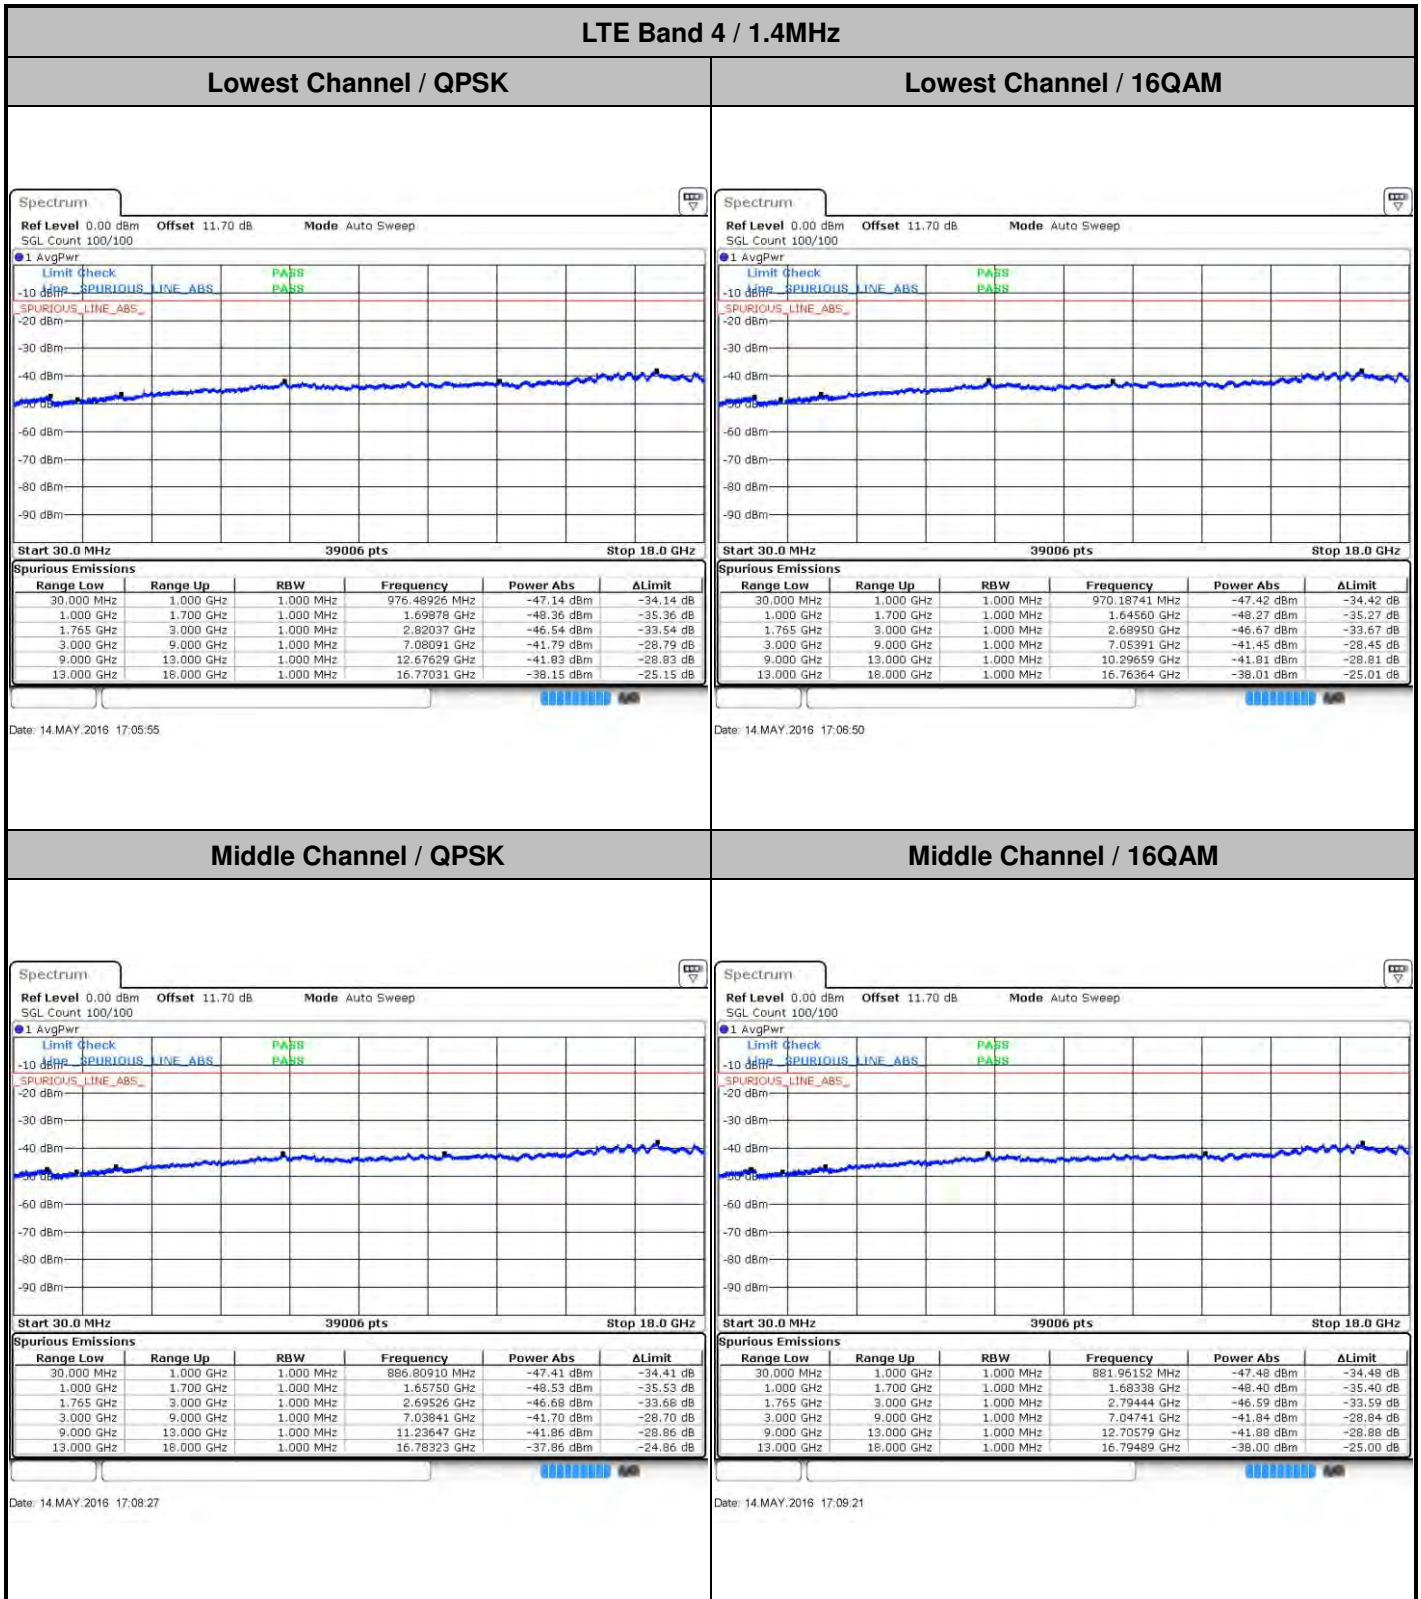 LTE Band 4 / 1.4MHz
Lowest Channel / QPSK
Lowest Channel / 16QAM
Spectrum
Ref Level 0.00 dBm Offset 11.70 dB Mode Auto Sweep
SGL Count 100/100
1 AvgPwr
Limit Check PASS
Line _SPURIOUS_LINE_ABS_ PASS
-10 dBm
_SPURIOUS_LINE_ABS_
-20 dBm
-30 dBm
-40 dBm
-50 dBm
-60 dBm
-70 dBm
-80 dBm
-90 dBm
Start 30.0 MHz 39006 pts Stop 18.0 GHz
Spurious Emissions
Range Low Range Up RBW Frequency Power Abs ΔLimit
30.000 MHz 1.000 GHz 1.000 MHz 976.48926 MHz -47.14 dBm -34.14 dB
1.000 GHz 1.700 GHz 1.000 MHz 1.69878 GHz -48.36 dBm -35.36 dB
1.765 GHz 3.000 GHz 1.000 MHz 2.82037 GHz -46.54 dBm -33.54 dB
3.000 GHz 9.000 GHz 1.000 MHz 7.08091 GHz -41.79 dBm -28.79 dB
9.000 GHz 13.000 GHz 1.000 MHz 12.67629 GHz -41.83 dBm -28.83 dB
13.000 GHz 18.000 GHz 1.000 MHz 16.77031 GHz -38.15 dBm -25.15 dB
Date: 14.MAY.2016 17:05:55
Spectrum
Ref Level 0.00 dBm Offset 11.70 dB Mode Auto Sweep
SGL Count 100/100
1 AvgPwr
Limit Check PASS
Line _SPURIOUS_LINE_ABS_ PASS
-10 dBm
_SPURIOUS_LINE_ABS_
-20 dBm
-30 dBm
-40 dBm
-50 dBm
-60 dBm
-70 dBm
-80 dBm
-90 dBm
Start 30.0 MHz 39006 pts Stop 18.0 GHz
Spurious Emissions
Range Low Range Up RBW Frequency Power Abs ΔLimit
30.000 MHz 1.000 GHz 1.000 MHz 970.18741 MHz -47.42 dBm -34.42 dB
1.000 GHz 1.700 GHz 1.000 MHz 1.64560 GHz -48.27 dBm -35.27 dB
1.765 GHz 3.000 GHz 1.000 MHz 2.68950 GHz -46.67 dBm -33.67 dB
3.000 GHz 9.000 GHz 1.000 MHz 7.05391 GHz -41.45 dBm -28.45 dB
9.000 GHz 13.000 GHz 1.000 MHz 10.29659 GHz -41.81 dBm -28.81 dB
13.000 GHz 18.000 GHz 1.000 MHz 16.76364 GHz -38.01 dBm -25.01 dB
Date: 14.MAY.2016 17:06:50
Middle Channel / QPSK
Middle Channel / 16QAM
Spectrum
Ref Level 0.00 dBm Offset 11.70 dB Mode Auto Sweep
SGL Count 100/100
1 AvgPwr
Limit Check PASS
Line _SPURIOUS_LINE_ABS_ PASS
-10 dBm
_SPURIOUS_LINE_ABS_
-20 dBm
-30 dBm
-40 dBm
-50 dBm
-60 dBm
-70 dBm
-80 dBm
-90 dBm
Start 30.0 MHz 39006 pts Stop 18.0 GHz
Spurious Emissions
Range Low Range Up RBW Frequency Power Abs ΔLimit
30.000 MHz 1.000 GHz 1.000 MHz 886.80910 MHz -47.41 dBm -34.41 dB
1.000 GHz 1.700 GHz 1.000 MHz 1.65750 GHz -48.53 dBm -35.53 dB
1.765 GHz 3.000 GHz 1.000 MHz 2.69526 GHz -46.68 dBm -33.68 dB
3.000 GHz 9.000 GHz 1.000 MHz 7.03841 GHz -41.70 dBm -28.70 dB
9.000 GHz 13.000 GHz 1.000 MHz 11.23647 GHz -41.86 dBm -28.86 dB
13.000 GHz 18.000 GHz 1.000 MHz 16.78323 GHz -37.86 dBm -24.86 dB
Date: 14.MAY.2016 17:08:27
Spectrum
Ref Level 0.00 dBm Offset 11.70 dB Mode Auto Sweep
SGL Count 100/100
1 AvgPwr
Limit Check PASS
Line _SPURIOUS_LINE_ABS_ PASS
-10 dBm
_SPURIOUS_LINE_ABS_
-20 dBm
-30 dBm
-40 dBm
-50 dBm
-60 dBm
-70 dBm
-80 dBm
-90 dBm
Start 30.0 MHz 39006 pts Stop 18.0 GHz
Spurious Emissions
Range Low Range Up RBW Frequency Power Abs ΔLimit
30.000 MHz 1.000 GHz 1.000 MHz 881.96152 MHz -47.48 dBm -34.48 dB
1.000 GHz 1.700 GHz 1.000 MHz 1.68338 GHz -48.40 dBm -35.40 dB
1.765 GHz 3.000 GHz 1.000 MHz 2.79444 GHz -46.59 dBm -33.59 dB
3.000 GHz 9.000 GHz 1.000 MHz 7.04741 GHz -41.84 dBm -28.84 dB
9.000 GHz 13.000 GHz 1.000 MHz 12.70579 GHz -41.88 dBm -28.88 dB
13.000 GHz 18.000 GHz 1.000 MHz 16.79489 GHz -38.00 dBm -25.00 dB
Date: 14.MAY.2016 17:09:21